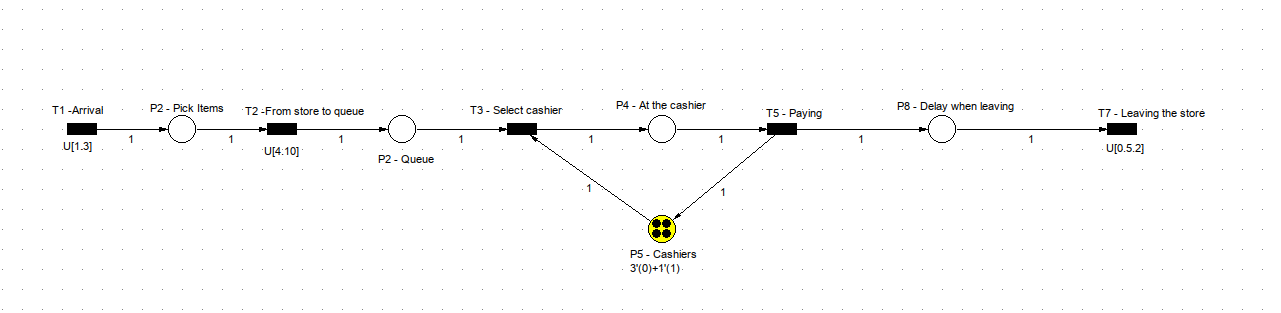 T1 -Arrival
P2 - Pick Items
T2 -From store to queue
T3 - Select cashier
P4 - At the cashier
T5 - Paying
P8 - Delay when leaving
T7 - Leaving the store
1
1
1
1
1
1
1
1
U[1.3]
U[4.10]
P2 - Queue
U[0.5.2]
1
1
P5 - Cashiers
3'(0)+1'(1)